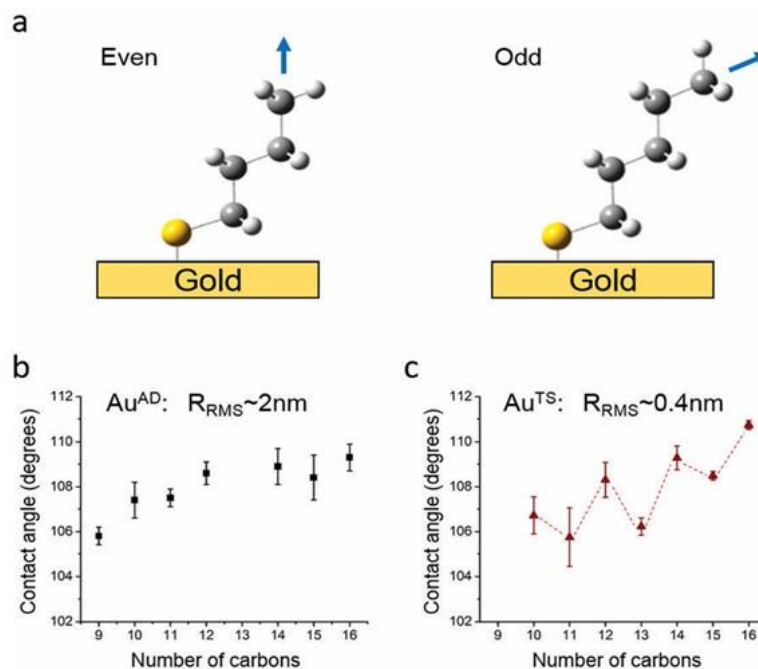 a
Even
Odd
Gold
Gold
b
Au^AD: R_RMS~2nm
Contact angle (degrees)
112
110
108
106
104
102
9 10 11 12 13 14 15 16
Number of carbons
c
Au^TS: R_RMS~0.4nm
Contact angle (degrees)
112
110
108
106
104
102
9 10 11 12 13 14 15 16
Number of carbons